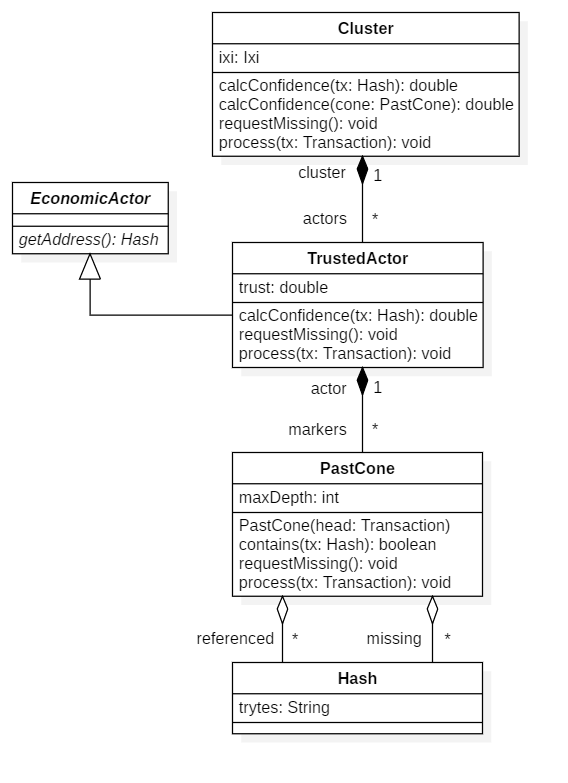 Cluster
ixi: Ixi
calcConfidence(tx: Hash): double
calcConfidence(cone: PastCone): double
requestMissing(): void
process(tx: Transaction): void
cluster 1
actors *
EconomicActor
getAddress(): Hash
TrustedActor
trust: double
calcConfidence(tx: Hash): double
requestMissing(): void
process(tx: Transaction): void
actor 1
markers *
PastCone
maxDepth: int
PastCone(head: Transaction)
contains(tx: Hash): boolean
requestMissing(): void
process(tx: Transaction): void
referenced * missing *
Hash
trytes: String